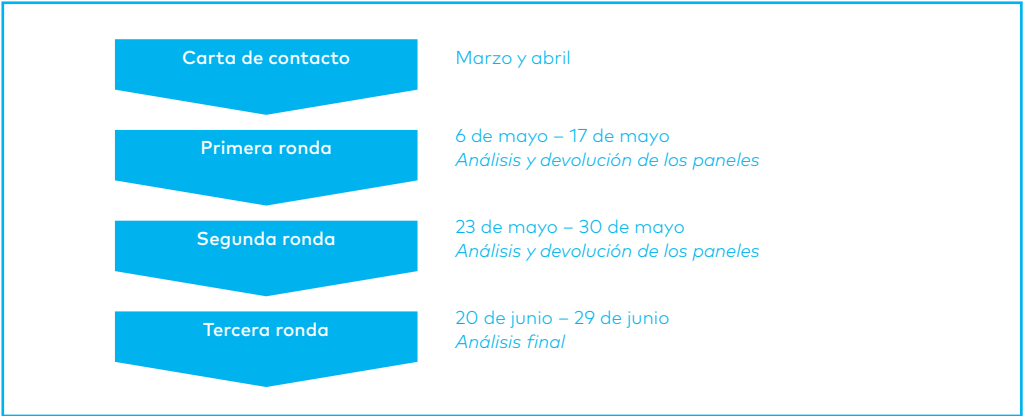 Carta de contacto
Marzo y abril
Primera ronda
6 de mayo – 17 de mayo
Análisis y devolución de los paneles
Segunda ronda
23 de mayo – 30 de mayo
Análisis y devolución de los paneles
Tercera ronda
20 de junio – 29 de junio
Análisis final